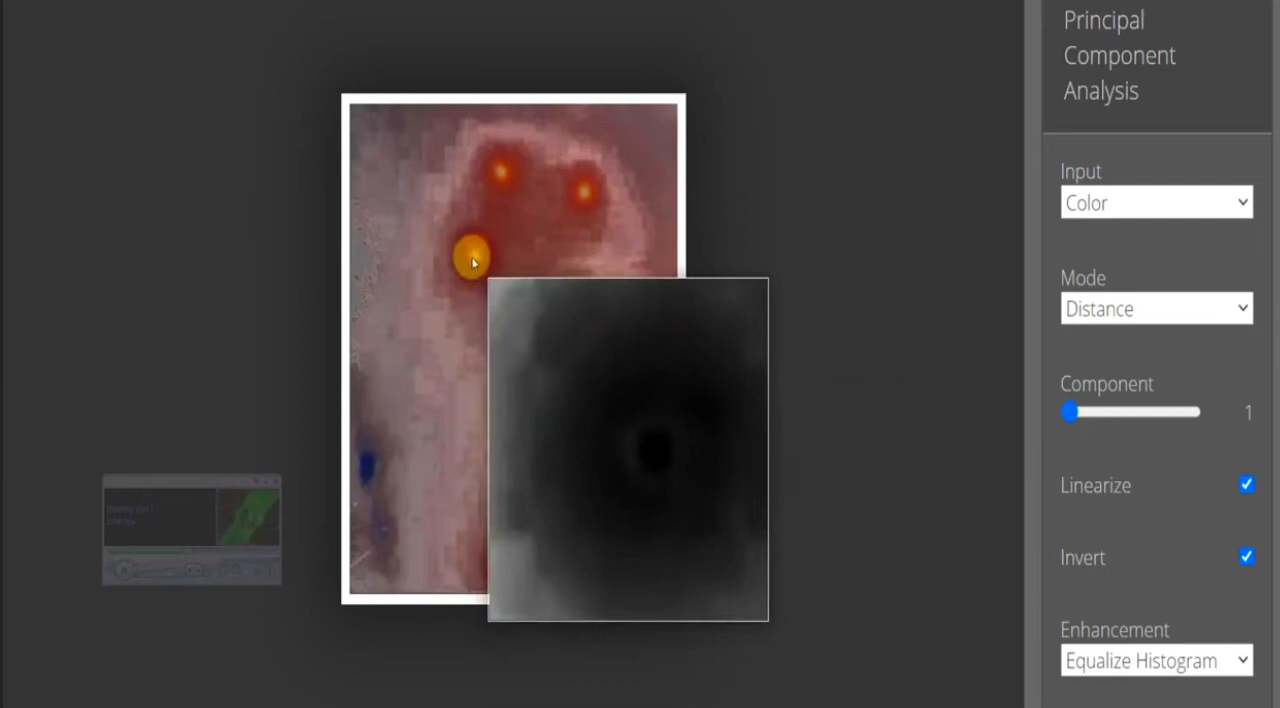 Principal
Component
Analysis
Input
Color
Mode
Distance
Component
1
Linearize
Invert
Enhancement
Equalize Histogram